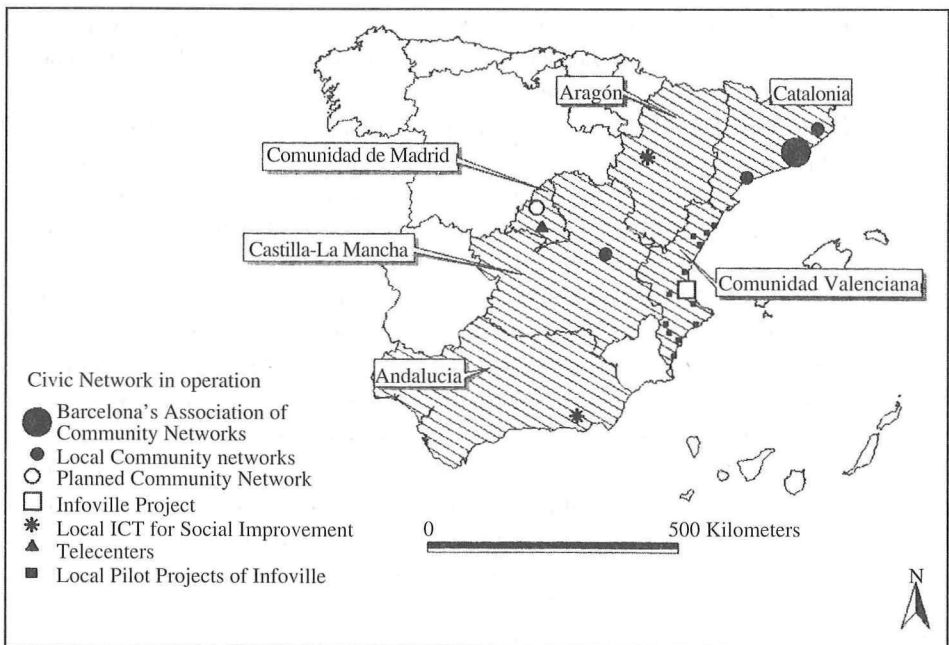 Aragón
Catalonia
Comunidad de Madrid
Castilla-La Mancha
Comunidad Valenciana
Andalucia
Civic Network in operation
Barcelona's Association of
Community Networks
Local Community networks
Planned Community Network
Infoville Project
Local ICT for Social Improvement
Telecenters
Local Pilot Projects of Infoville
0 500 Kilometers
N